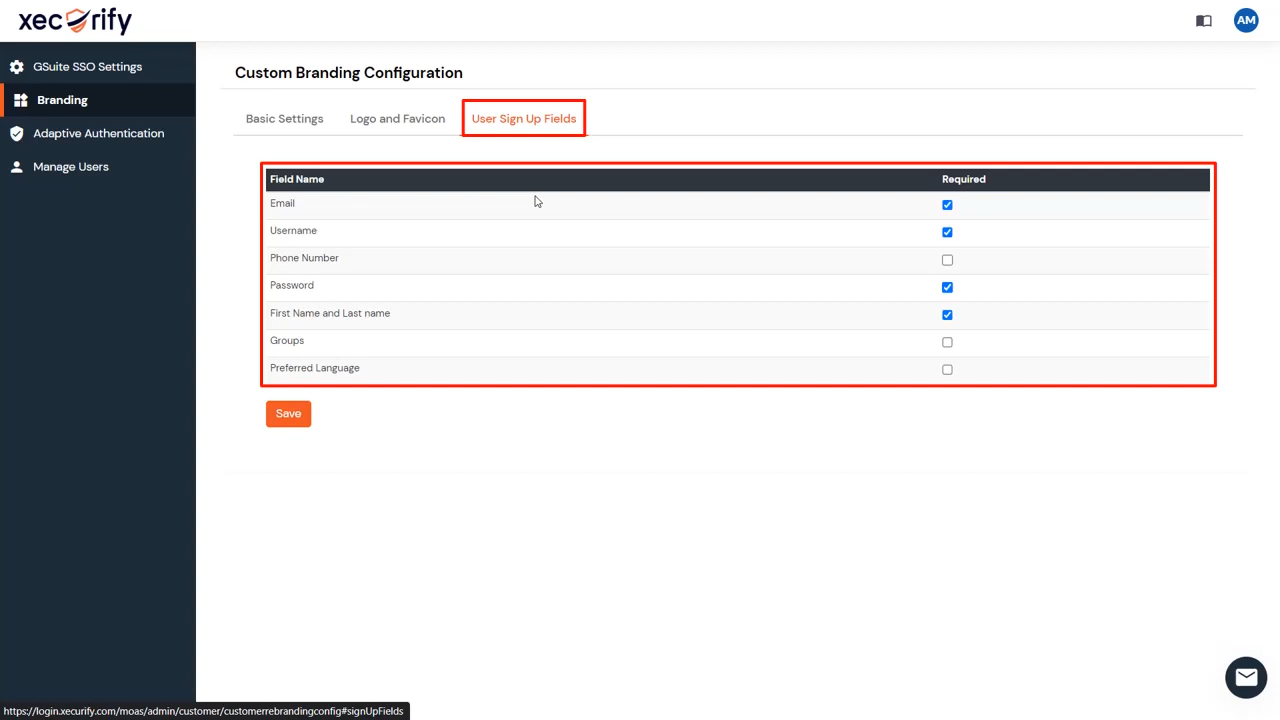 xecurify
AM
GSuite SSO Settings
Branding
Adaptive Authentication
Manage Users
Custom Branding Configuration
Basic Settings Logo and Favicon User Sign Up Fields
Field Name Required
Email
Username
Phone Number
Password
First Name and Last name
Groups
Preferred Language
Save
https://login.xecurify.com/moas/admin/customer/customerrebrandingconfig#signUpFields